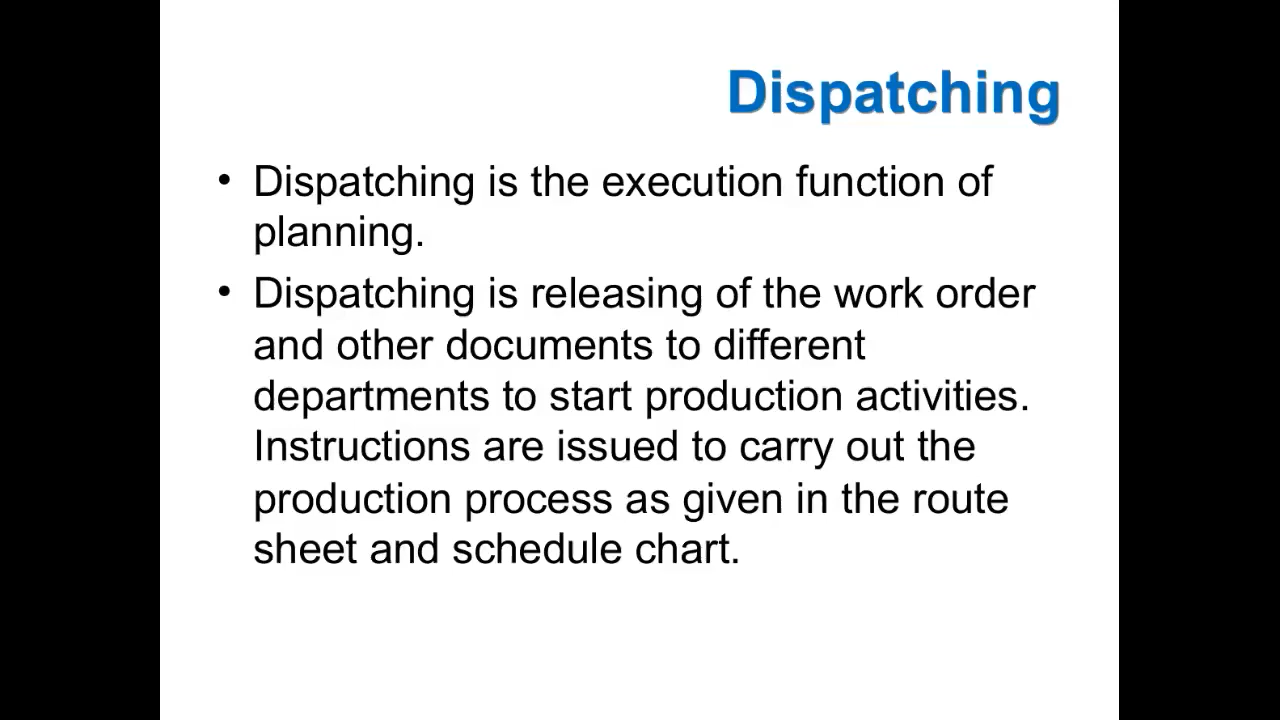 Dispatching
• Dispatching is the execution function of
planning.
• Dispatching is releasing of the work order
and other documents to different
departments to start production activities.
Instructions are issued to carry out the
production process as given in the route
sheet and schedule chart.